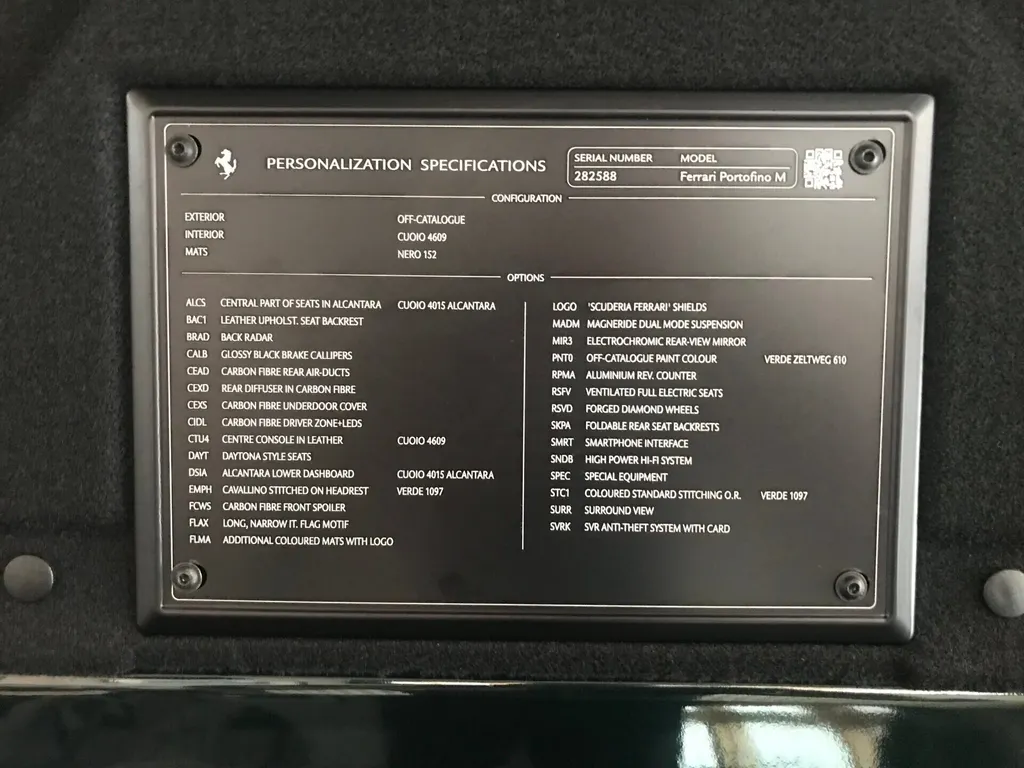 PERSONALIZATION SPECIFICATIONS
SERIAL NUMBER MODEL
282588 Ferrari Portofino M
CONFIGURATION
EXTERIOR OFF-CATALOGUE
INTERIOR CUOIO 4609
MATS NERO 152
OPTIONS
ALCS CENTRAL PART OF SEATS IN ALCANTARA CUOIO 4015 ALCANTARA
BAC1 LEATHER UPHOLST. SEAT BACKREST
BRAD BACK RADAR
CALB GLOSSY BLACK BRAKE CALLIPERS
CEAD CARBON FIBRE REAR AIR-DUCTS
CEXD REAR DIFFUSER IN CARBON FIBRE
CEXS CARBON FIBRE UNDERDOOR COVER
CIDL CARBON FIBRE DRIVER ZONE+LEDS
CTU4 CENTRE CONSOLE IN LEATHER CUOIO 4609
DAYT DAYTONA STYLE SEATS
DSIA ALCANTARA LOWER DASHBOARD CUOIO 4015 ALCANTARA
EMPH CAVALLINO STITCHED ON HEADREST VERDE 1097
FCWS CARBON FIBRE FRONT SPOILER
FLAX LONG, NARROW IT. FLAG MOTIF
FLMA ADDITIONAL COLOURED MATS WITH LOGO
LOGO 'SCUDERIA FERRARI' SHIELDS
MADM MAGNERIDE DUAL MODE SUSPENSION
MIR3 ELECTROCHROMIC REAR-VIEW MIRROR
PNT0 OFF-CATALOGUE PAINT COLOUR VERDE ZELTWEG 610
RPMA ALUMINIUM REV. COUNTER
RSFV VENTILATED FULL ELECTRIC SEATS
RSVD FORGED DIAMOND WHEELS
SKPA FOLDABLE REAR SEAT BACKRESTS
SMRT SMARTPHONE INTERFACE
SNDB HIGH POWER HI-FI SYSTEM
SPEC SPECIAL EQUIPMENT
STC1 COLOURED STANDARD STITCHING O.R. VERDE 1097
SURR SURROUND VIEW
SVRK SVR ANTI-THEFT SYSTEM WITH CARD